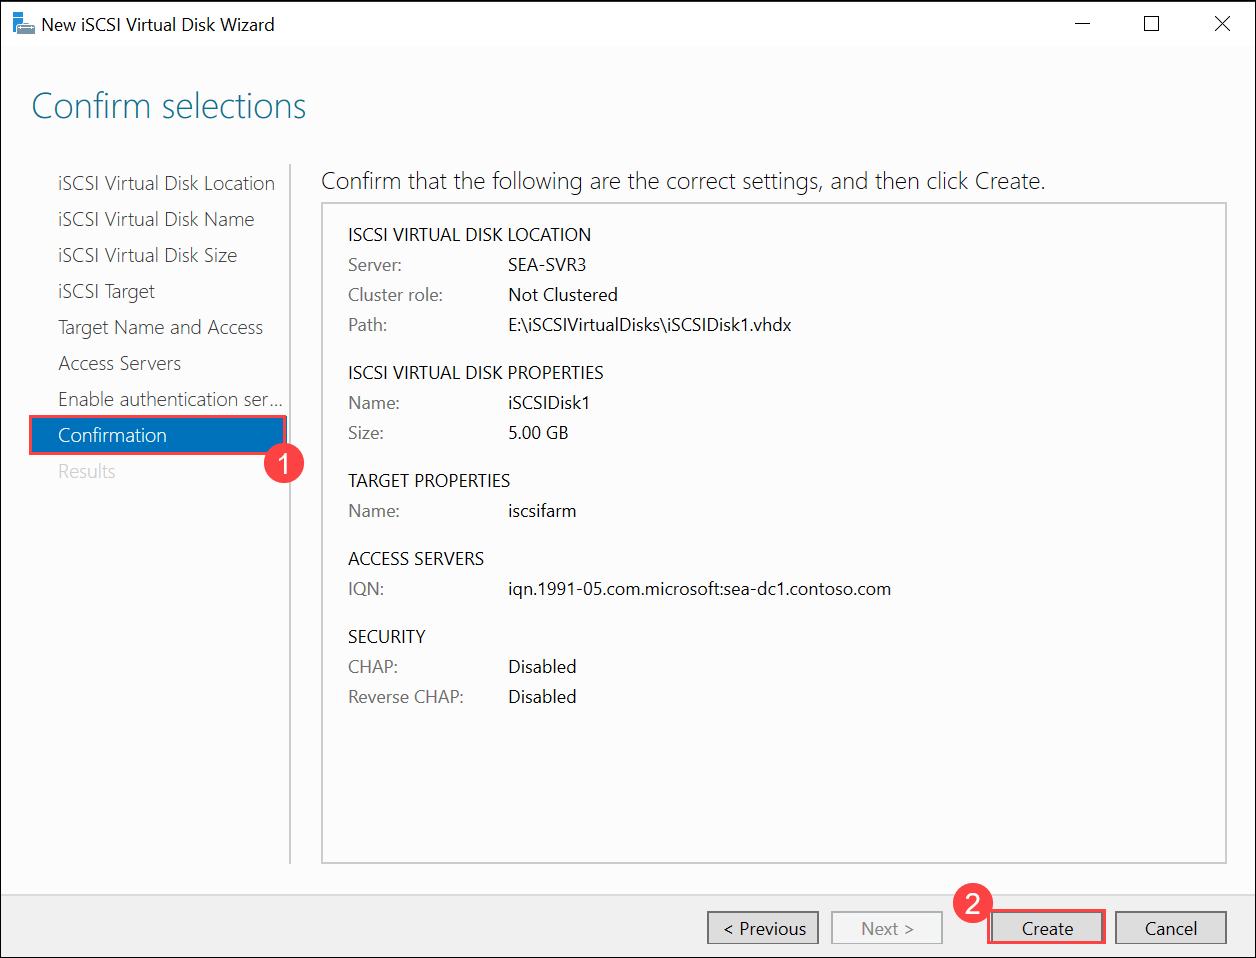 New iSCSI Virtual Disk Wizard
Confirm selections
iSCSI Virtual Disk Location
iSCSI Virtual Disk Name
iSCSI Virtual Disk Size
iSCSI Target
Target Name and Access
Access Servers
Enable authentication ser...
Confirmation
1
Results
Confirm that the following are the correct settings, and then click Create.
ISCSI VIRTUAL DISK LOCATION
Server: SEA-SVR3
Cluster role: Not Clustered
Path: E:\iSCSIVirtualDisks\iSCSIDisk1.vhdx
ISCSI VIRTUAL DISK PROPERTIES
Name: iSCSIDisk1
Size: 5.00 GB
TARGET PROPERTIES
Name: iscsifarm
ACCESS SERVERS
IQN: iqn.1991-05.com.microsoft:sea-dc1.contoso.com
SECURITY
CHAP: Disabled
Reverse CHAP: Disabled
2
< Previous Next > Create Cancel